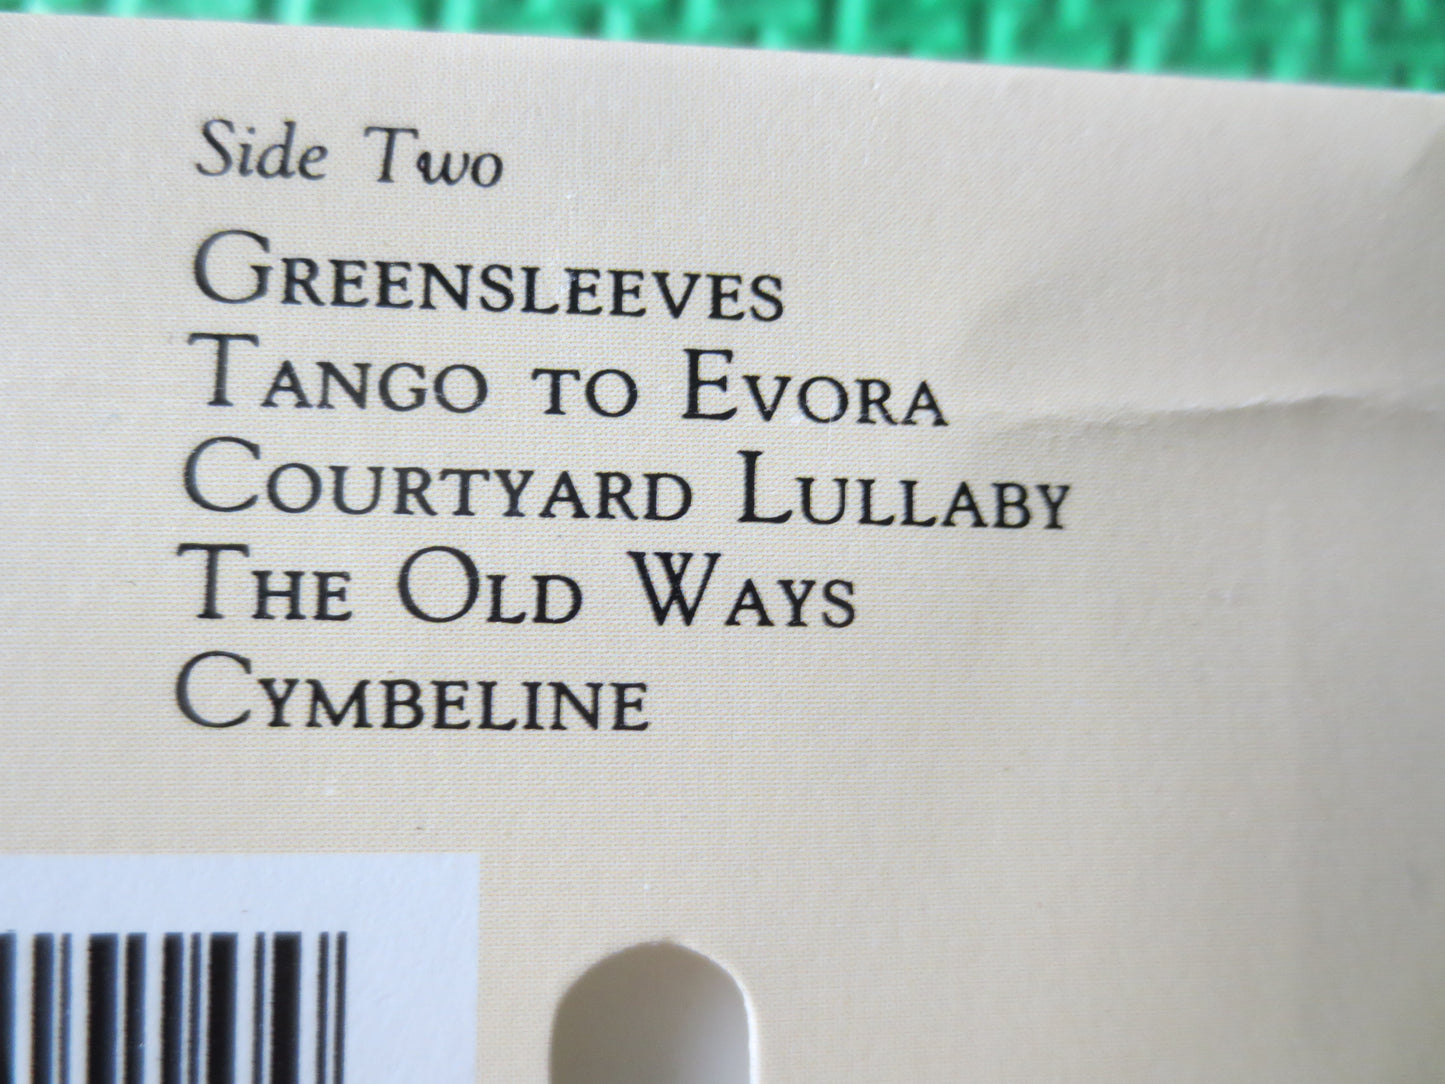 Side Two
GREENSLEEVES
TANGO TO EVORA
COURTYARD LULLABY
THE OLD WAYS
CYMBELINE